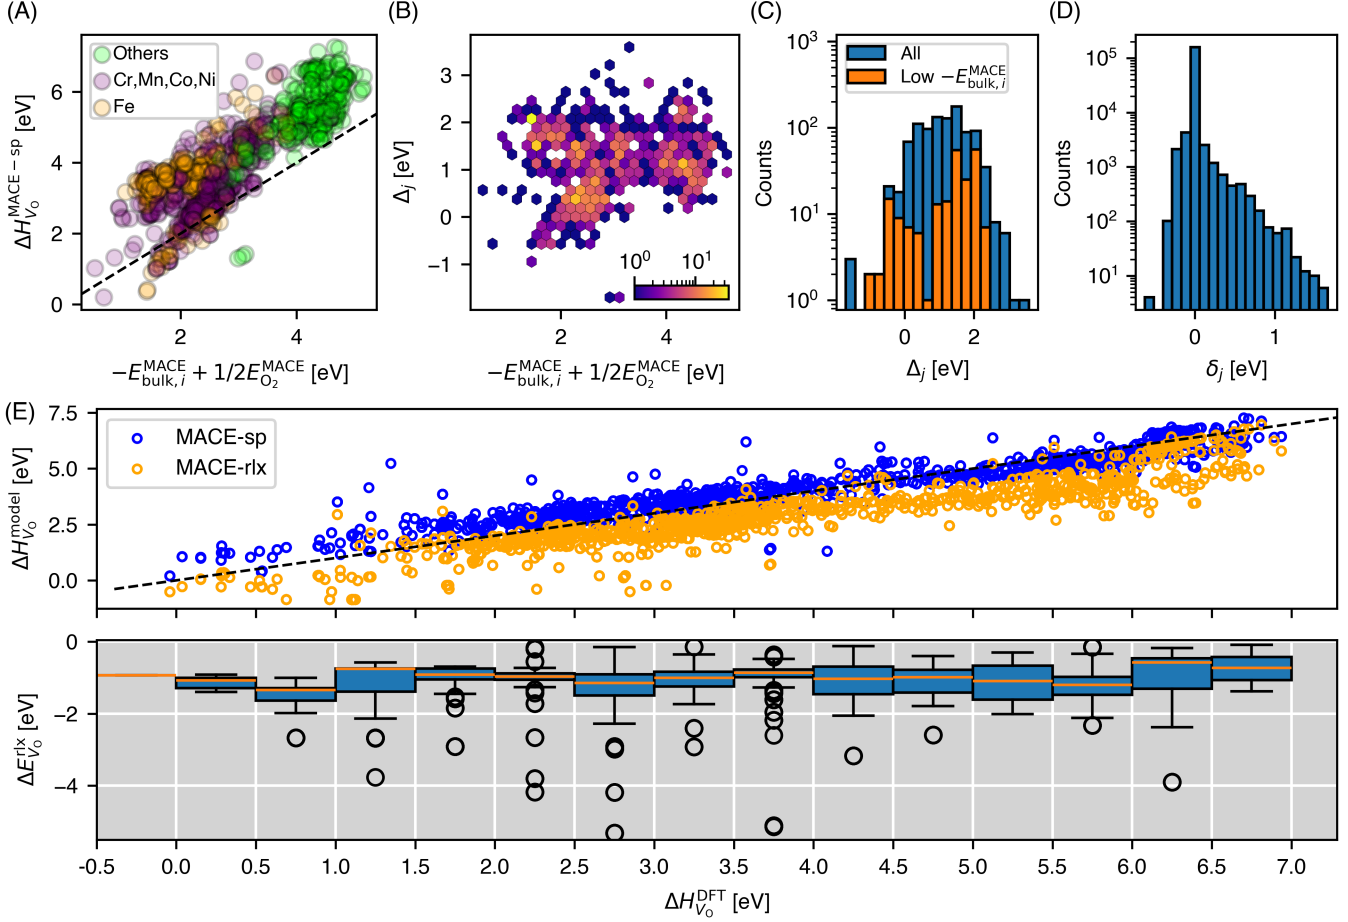 (A)
(B)
(C)
(D)
Others
Cr,Mn,Co,Ni
Fe
ΔH_{V_O}^{MACE−sp} [eV]
0
2
4
6
2
4
−E_{bulk, i}^{MACE} + 1/2E_{O_2}^{MACE} [eV]
Δ_j [eV]
3
2
1
0
−1
10^0
10^1
2
4
−E_{bulk, i}^{MACE} + 1/2E_{O_2}^{MACE} [eV]
Counts
10^3
10^2
10^1
10^0
All
Low −E_{bulk, i}^{MACE}
0
2
Δ_j [eV]
Counts
10^5
10^4
10^3
10^2
10^1
0
1
δ_j [eV]
(E)
ΔH_{V_O}^{model} [eV]
7.5
5.0
2.5
0.0
MACE-sp
MACE-rlx
ΔE_{V_O}^{rlx} [eV]
0
−2
−4
-0.5
0.0
0.5
1.0
1.5
2.0
2.5
3.0
3.5
4.0
4.5
5.0
5.5
6.0
6.5
7.0
ΔH_{V_O}^{DFT} [eV]